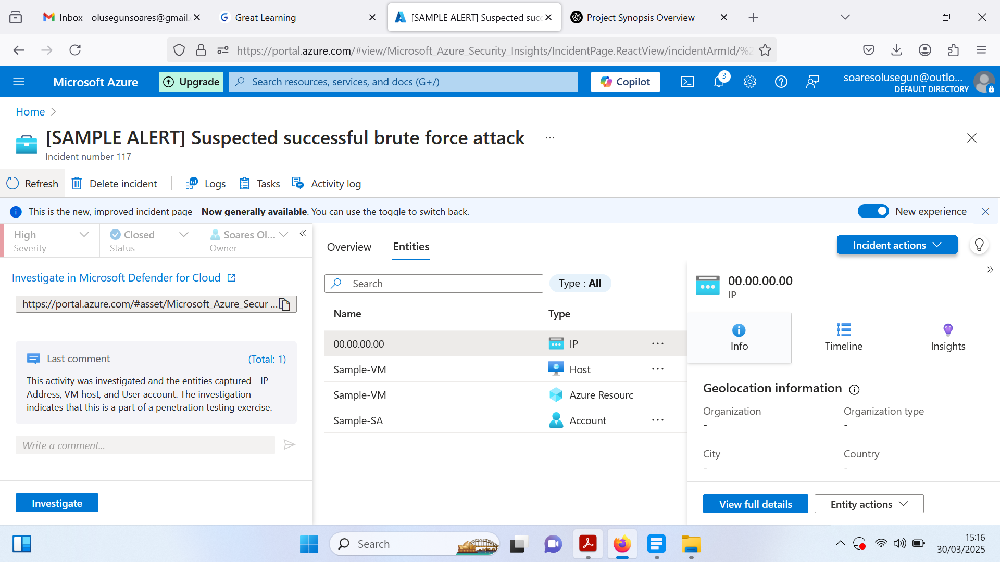 Inbox - olusegunsoares@gmail.
Great Learning
[SAMPLE ALERT] Suspected suc
Project Synopsis Overview
https://portal.azure.com/#view/Microsoft_Azure_Security_Insights/IncidentPage.ReactView/incidentArmId/%2
Microsoft Azure
Upgrade
Search resources, services, and docs (G+/)
Copilot
3
soaresolusegun@outlo...
DEFAULT DIRECTORY
Home
[SAMPLE ALERT] Suspected successful brute force attack
...
Incident number 117
Refresh
Delete incident
Logs
Tasks
Activity log
This is the new, improved incident page - Now generally available. You can use the toggle to switch back.
New experience
High
Severity
Closed
Status
Soares Ol...
Owner
Investigate in Microsoft Defender for Cloud
https://portal.azure.com/#asset/Microsoft_Azure_Secur ...
Last comment
(Total: 1)
This activity was investigated and the entities captured - IP
Address, VM host, and User account. The investigation
indicates that this is a part of a penetration testing exercise.
Write a comment...
Investigate
Overview
Entities
Incident actions
Search
Type : All
Name
Type
00.00.00.00
IP
...
Sample-VM
Host
...
Sample-VM
Azure Resourc
Sample-SA
Account
...
00.00.00.00
IP
Info
Timeline
Insights
Geolocation information
Organization
-
Organization type
-
City
-
Country
-
View full details
Entity actions
Search
15:16
30/03/2025